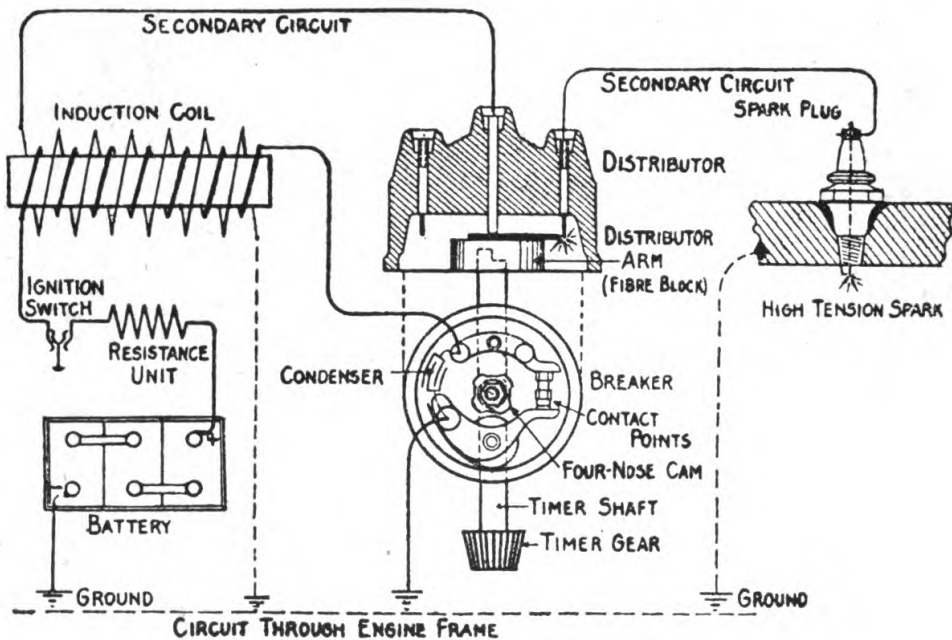 SECONDARY CIRCUIT
SECONDARY CIRCUIT
SPARK PLUG
INDUCTION COIL
DISTRIBUTOR
DISTRIBUTOR
ARM
(FIBRE BLOCK)
IGNITION
SWITCH
HIGH TENSION SPARK
RESISTANCE
UNIT
CONDENSER
BREAKER
CONTACT
POINTS
FOUR-NOSE CAM
BATTERY
TIMER SHAFT
TIMER GEAR
GROUND
GROUND
CIRCUIT THROUGH ENGINE FRAME